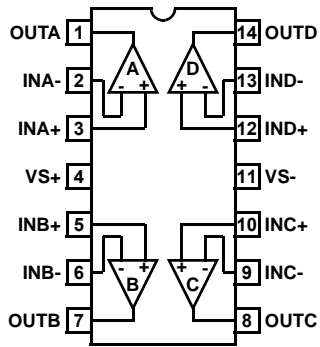 OUTA 1 14 OUTD
A D
INA- 2 - + + - 13 IND-
INA+ 3 12 IND+
VS+ 4 11 VS-
INB+ 5 10 INC+
INB- 6 - + + - 9 INC-
B C
OUTB 7 8 OUTC